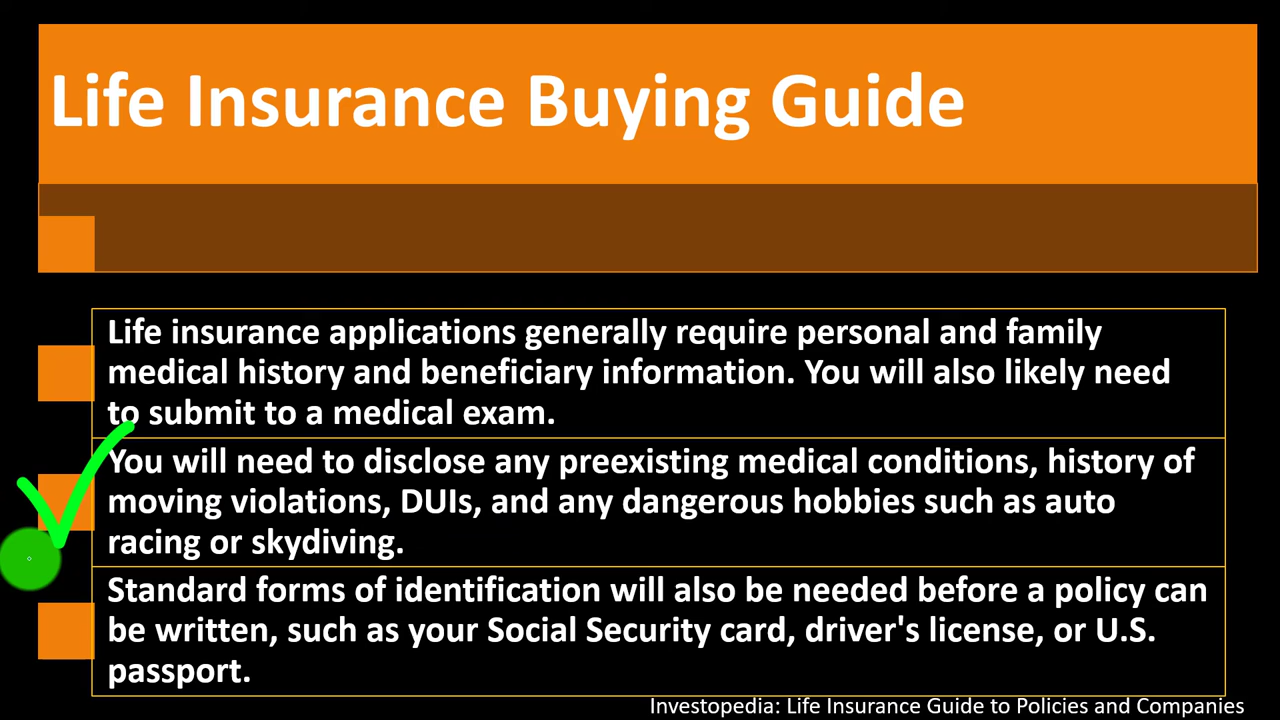 Life Insurance Buying Guide
Life insurance applications generally require personal and family
medical history and beneficiary information. You will also likely need
to submit to a medical exam.
You will need to disclose any preexisting medical conditions, history of
moving violations, DUIs, and any dangerous hobbies such as auto
racing or skydiving.
Standard forms of identification will also be needed before a policy can
be written, such as your Social Security card, driver's license, or U.S.
passport.
Investopedia: Life Insurance Guide to Policies and Companies